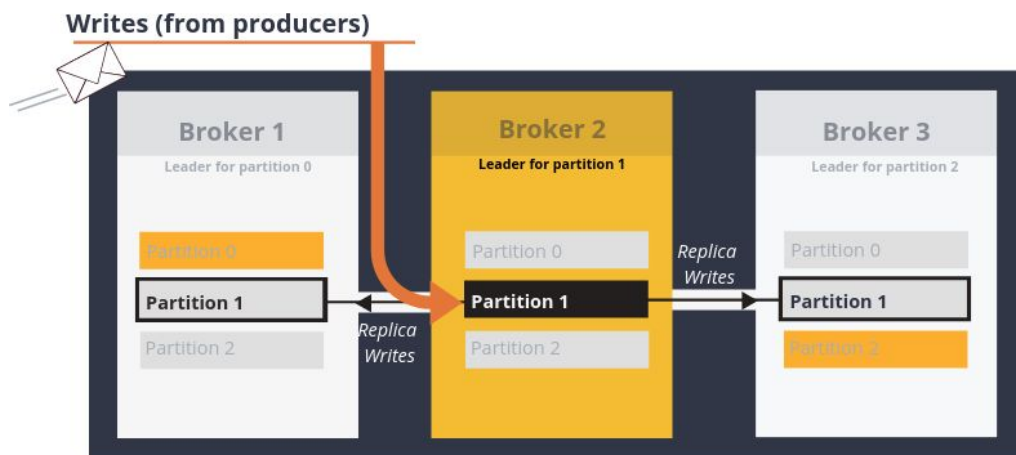 Writes (from producers)
Broker 1
Leader for partition 0
Partition 0
Partition 1
Partition 2
Replica
Writes
Broker 2
Leader for partition 1
Partition 0
Partition 1
Partition 2
Replica
Writes
Broker 3
Leader for partition 2
Partition 0
Partition 1
Partition 2